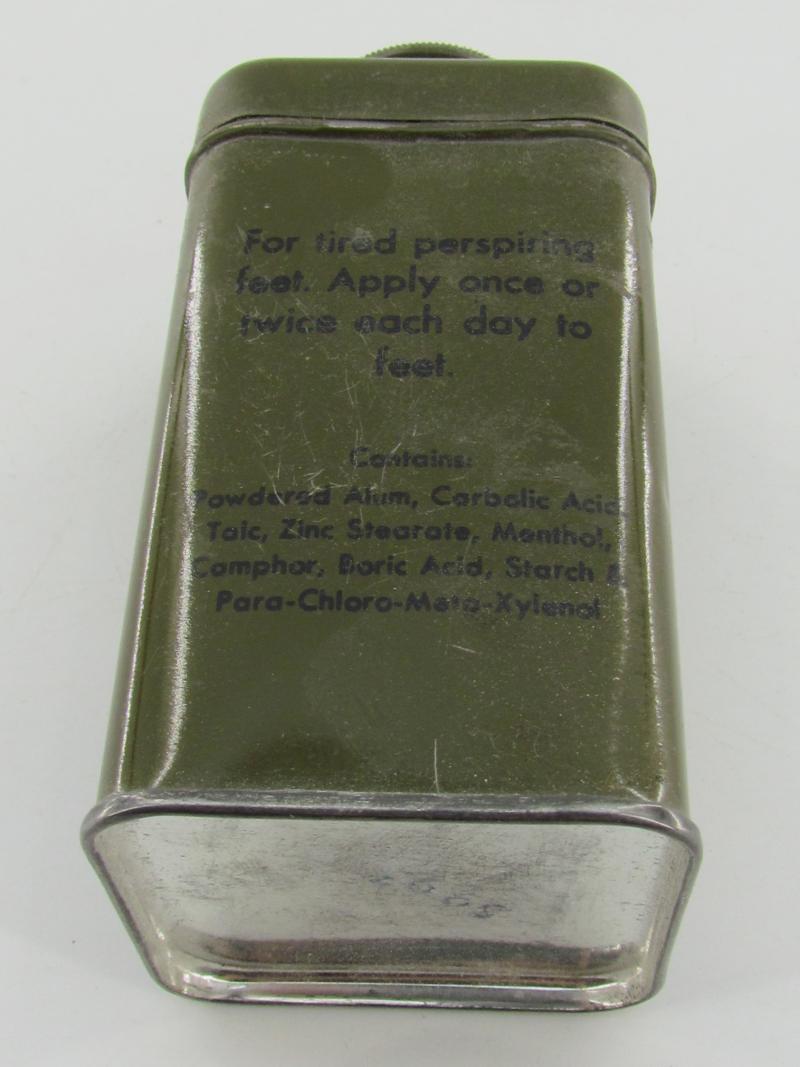 For tired perspiring
feet. Apply once or
twice each day to
feet.
Contains:
Powdered Alum, Carbolic Acid,
Talc, Zinc Stearate, Menthol,
Camphor, Boric Acid, Starch &
Para-Chloro-Meta-Xylenol